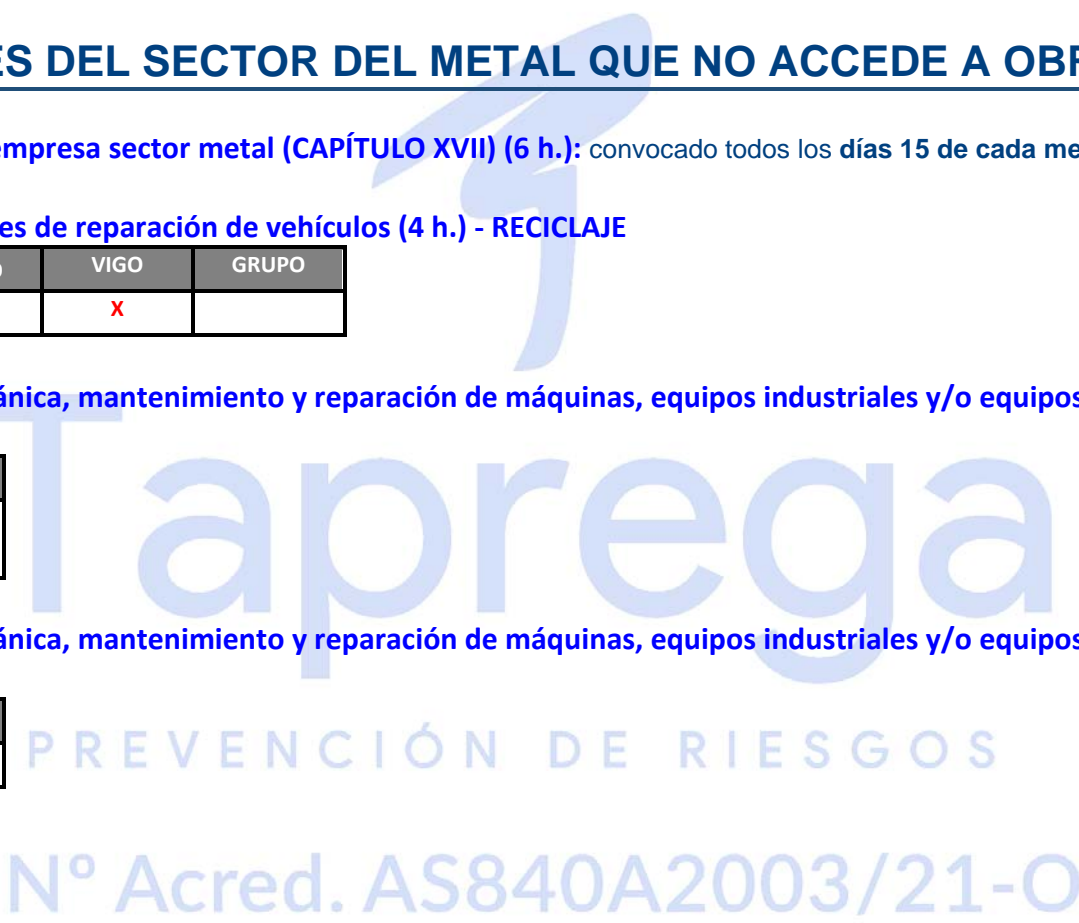 ES DEL SECTOR DEL METAL QUE NO ACCEDE A OBR
empresa sector metal (CAPÍTULO XVII) (6 h.): convocado todos los días 15 de cada me
es de reparación de vehículos (4 h.) - RECICLAJE
VIGO GRUPO
X
ánica, mantenimiento y reparación de máquinas, equipos industriales y/o equipos
Taprega
ánica, mantenimiento y reparación de máquinas, equipos industriales y/o equipos
PREVENCIÓN DE RIESGOS
Nº Acred. AS840A2003/21-O